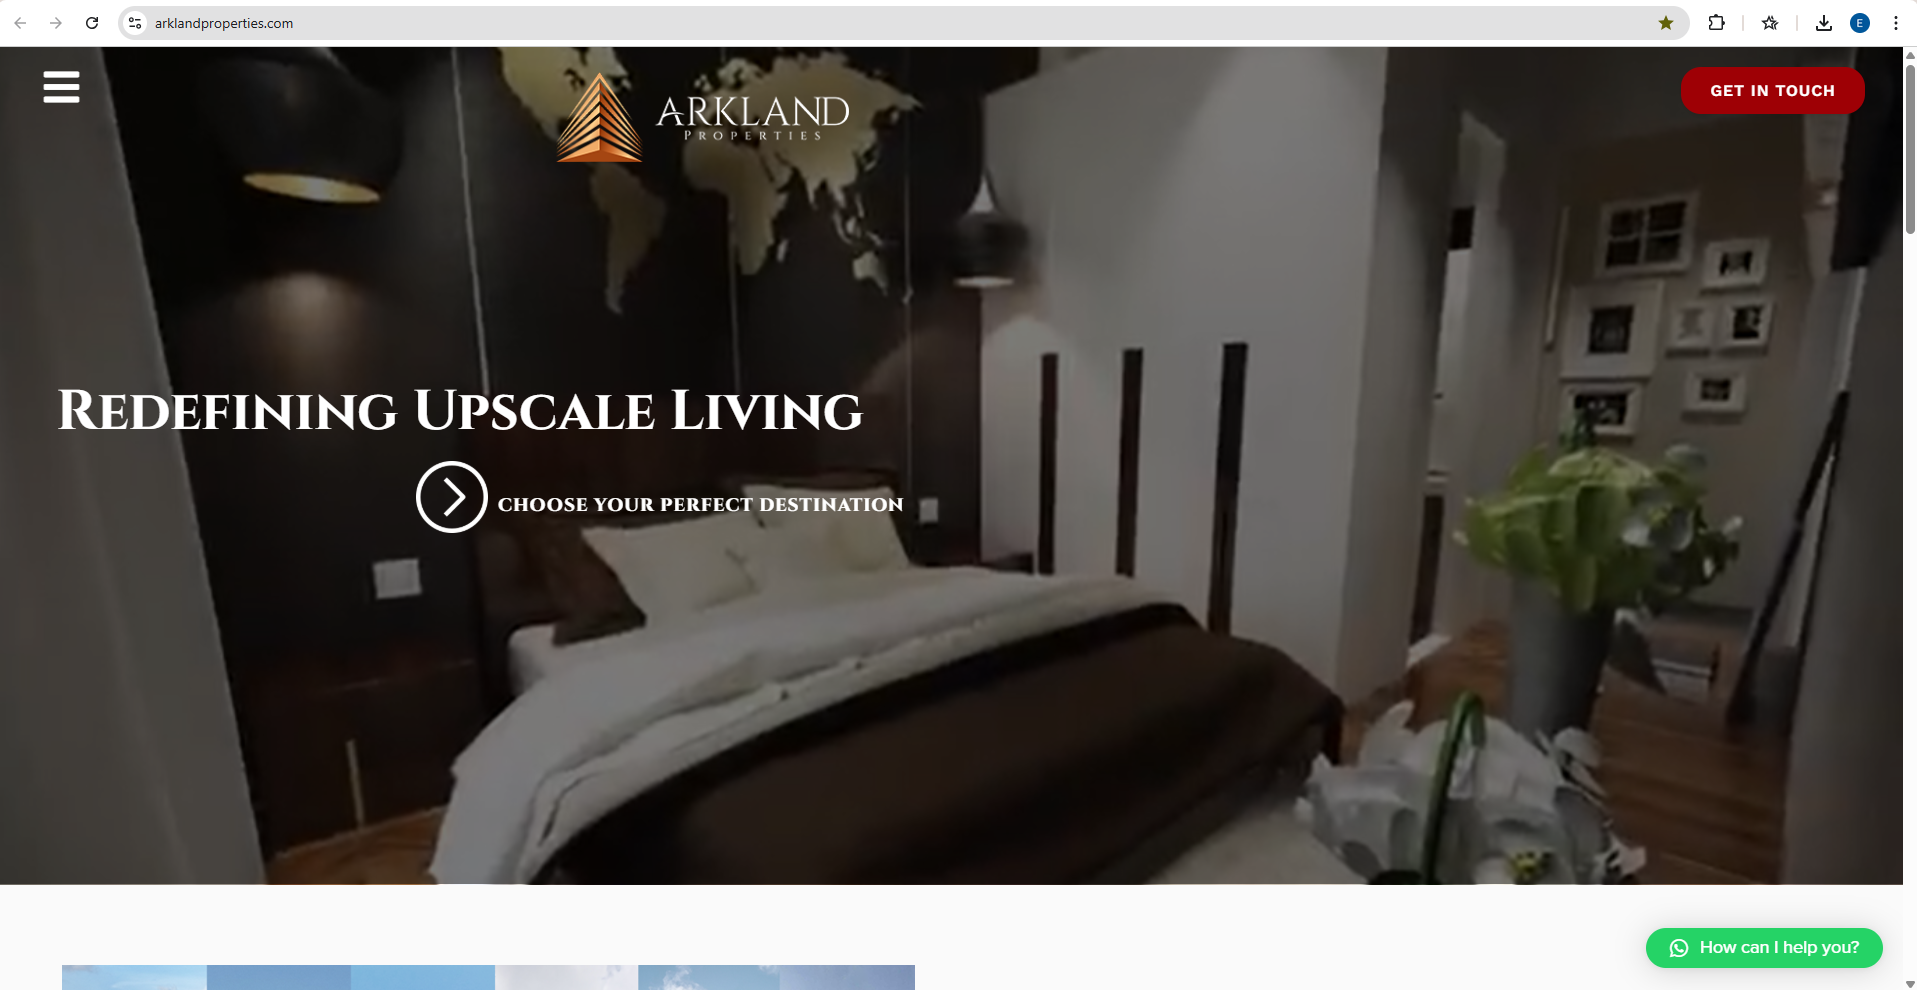 arklandproperties.com
E
ARKLAND
PROPERTIES
GET IN TOUCH
REDEFINING UPSCALE LIVING
CHOOSE YOUR PERFECT DESTINATION
How can I help you?